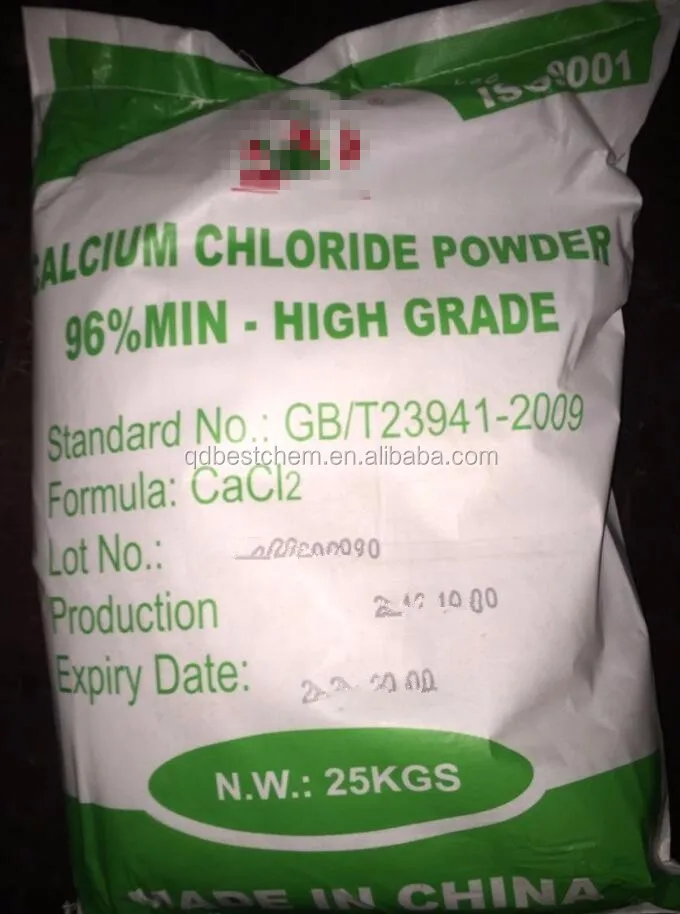 ISO9001
CALCIUM CHLORIDE POWDER
96%MIN - HIGH GRADE
Standard No.: GB/T23941-2009
qdbestchem.en.alibaba.com
Formula: CaCl2
Lot No.:
Production
Expiry Date:
N.W.: 25KGS
MADE IN CHINA